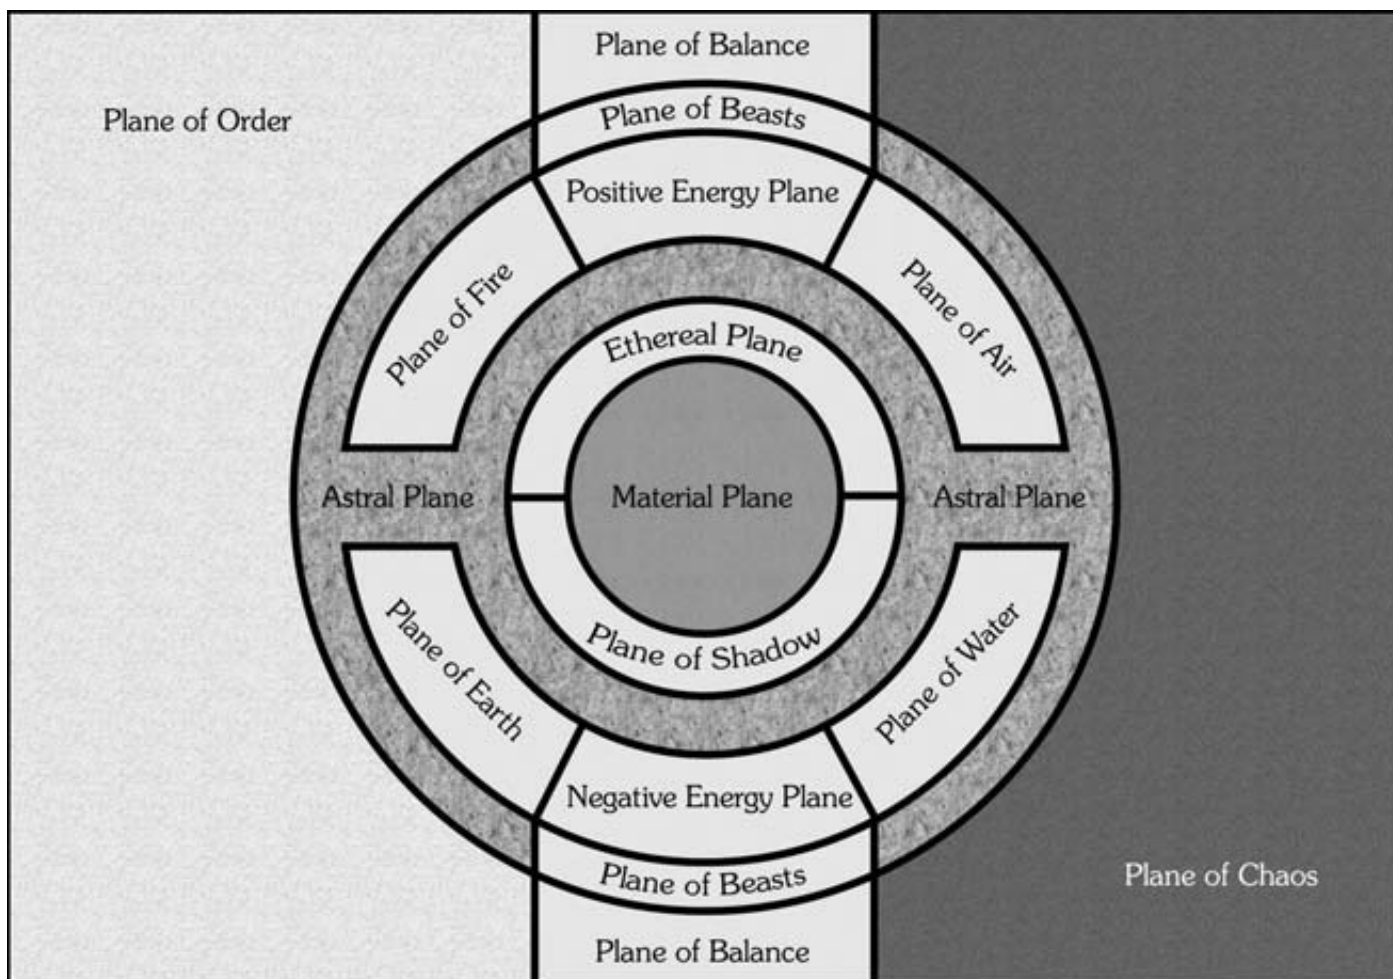 Plane of Balance
Plane of Beasts
Plane of Order
Positive Energy Plane
Plane of Fire
Plane of Air
Ethereal Plane
Astral Plane
Material Plane
Astral Plane
Plane of Shadow
Plane of Earth
Plane of Water
Negative Energy Plane
Plane of Beasts
Plane of Chaos
Plane of Balance